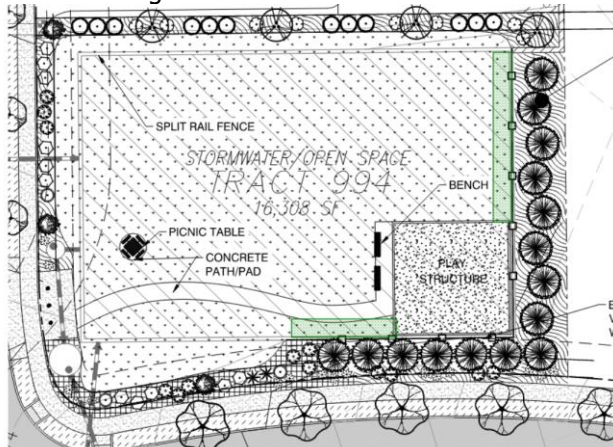 SPLIT RAIL FENCE
STORMWATER/OPEN SPACE
TRACT 994
16,308 SF
BENCH
PICNIC TABLE
CONCRETE
PATH/PAD
PLAY
STRUCTURE